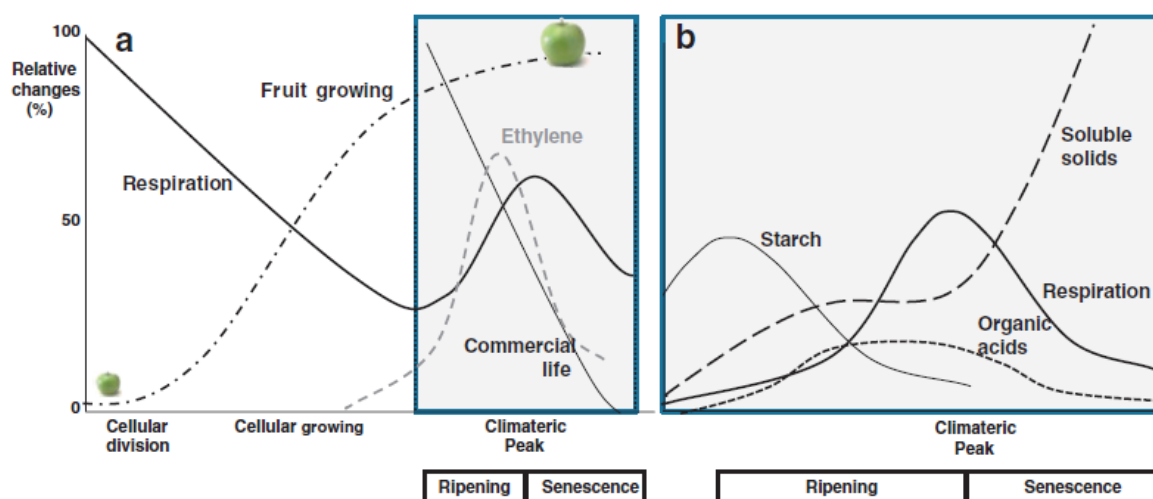 100
a
Relative
changes
(%)
Fruit growing
Ethylene
Respiration
50
Commercial
life
0
Cellular
division
Cellular growing
Climateric
Peak
Ripening
Senescence
b
Soluble
solids
Starch
Respiration
Organic
acids
Climateric
Peak
Ripening
Senescence